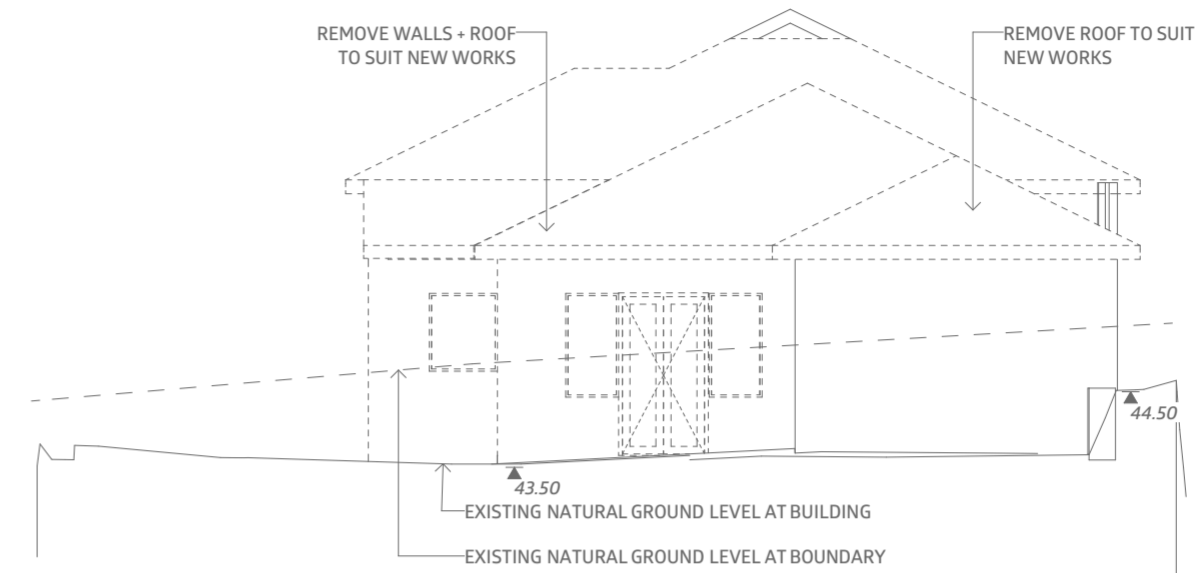 REMOVE WALLS + ROOF
TO SUIT NEW WORKS
REMOVE ROOF TO SUIT
NEW WORKS
44.50
43.50
EXISTING NATURAL GROUND LEVEL AT BUILDING
EXISTING NATURAL GROUND LEVEL AT BOUNDARY